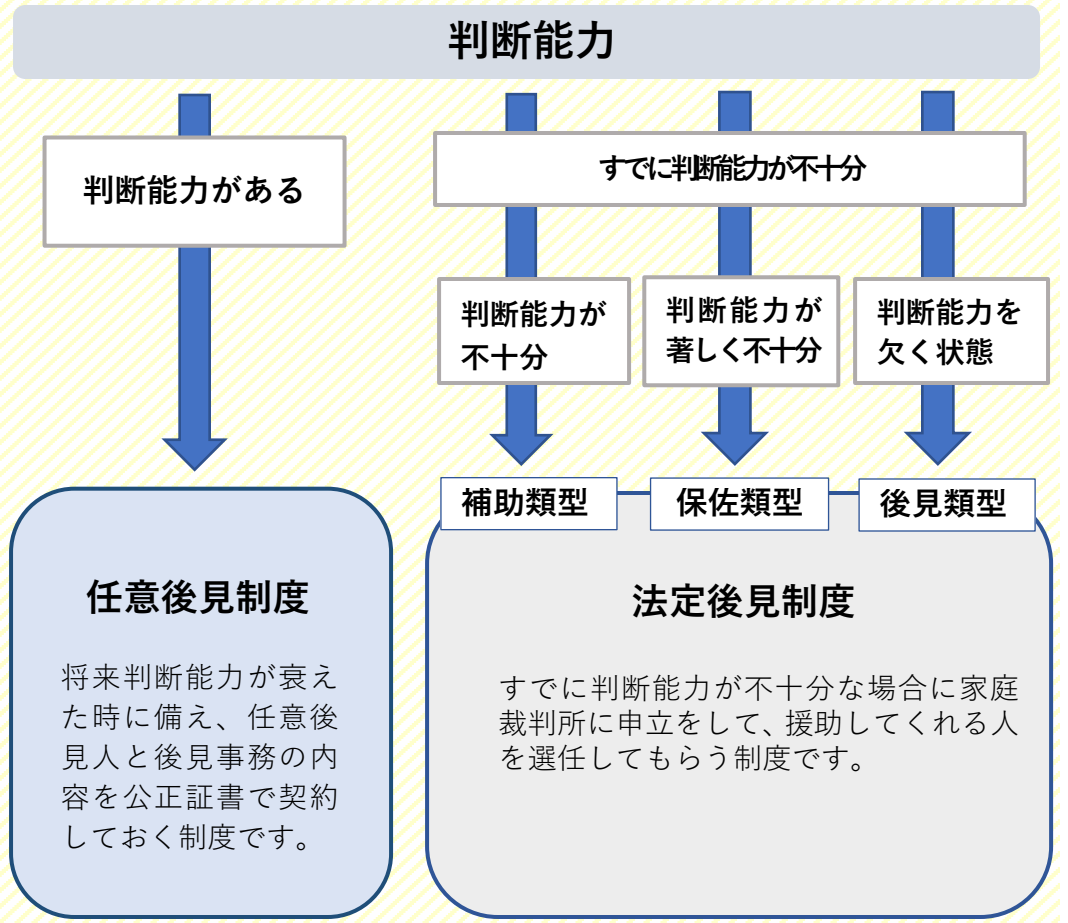 判断能力
判断能力がある
すでに判断能力が不十分
判断能力が
不十分
判断能力が
著しく不十分
判断能力を
欠く状態
補助類型
保佐類型
後見類型
任意後見制度
将来判断能力が衰え
た時に備え、任意後
見人と後見事務の内
容を公正証書で契約
しておく制度です。
法定後見制度
すでに判断能力が不十分な場合に家庭
裁判所に申立をして、援助してくれる人
を選任してもらう制度です。